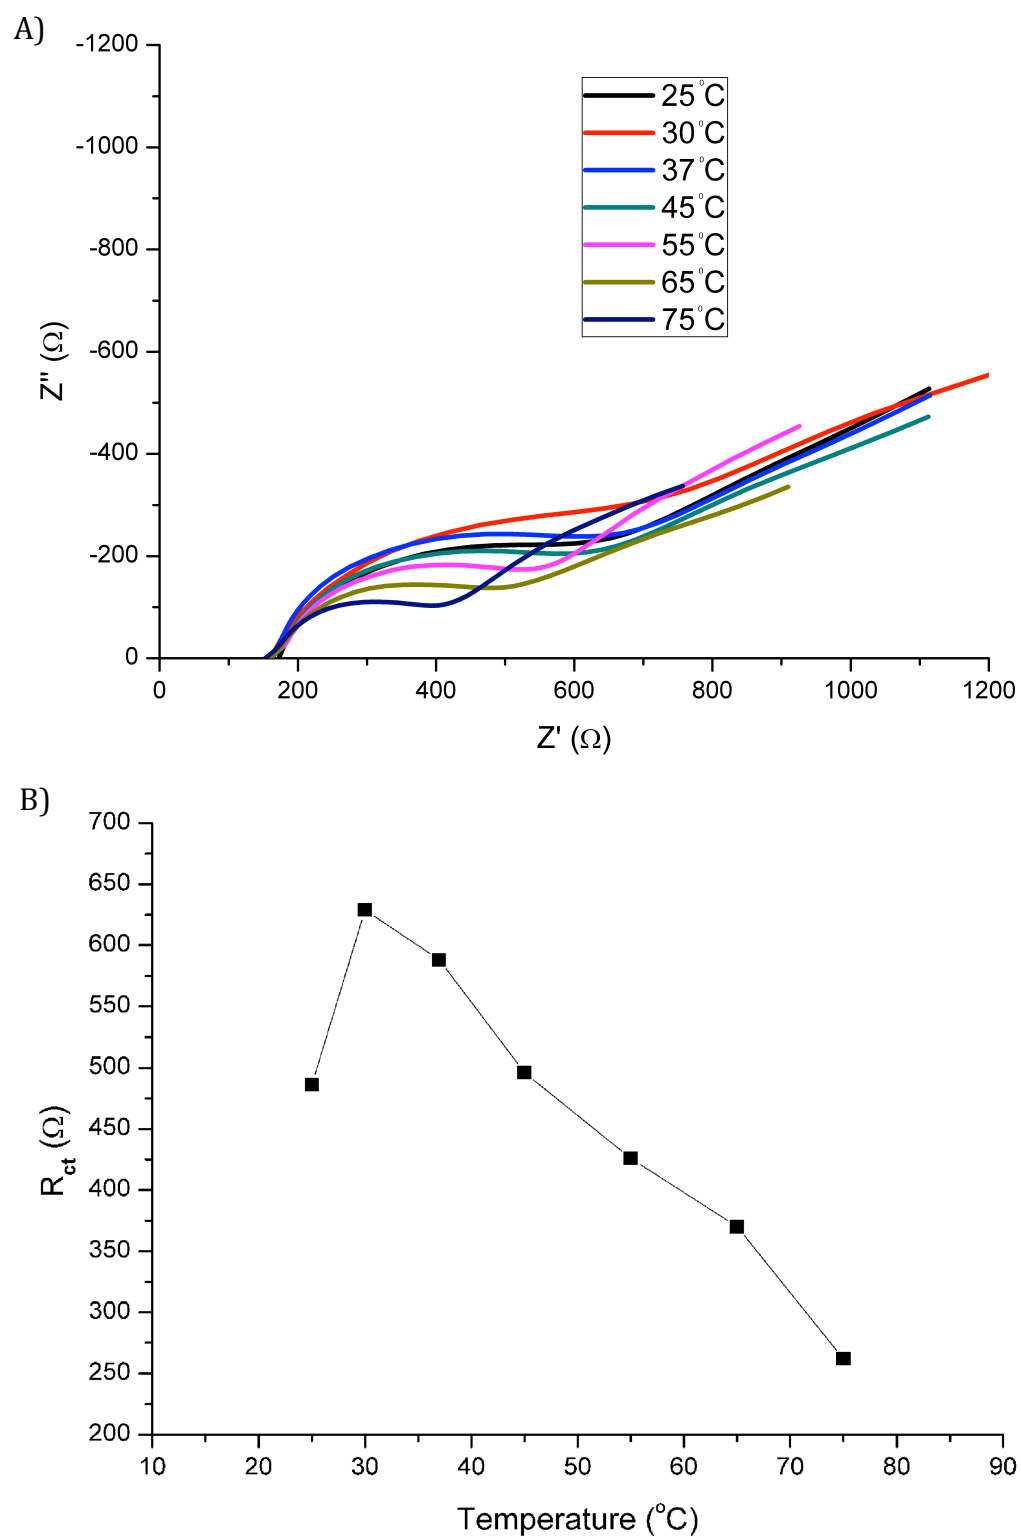 A)
-1200
-1000
-800
-600
-400
-200
0
Z" (Ω)
25°C
30°C
37°C
45°C
55°C
65°C
75°C
0 200 400 600 800 1000 1200
Z' (Ω)
B)
700
650
600
550
500
450
400
350
300
250
200
Rct (Ω)
10 20 30 40 50 60 70 80 90
Temperature (°C)